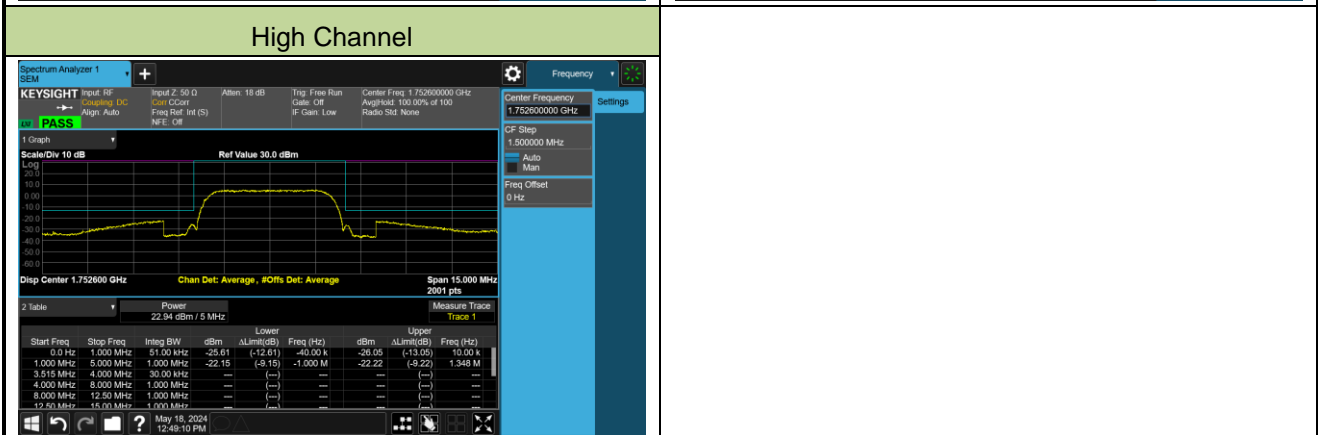 High Channel
Spectrum Analyzer 1
SEM
+
Frequency
KEYSIGHT Input: RF Input Z: 50 Ω Atten: 18 dB Trig: Free Run Center Freq: 1.752600000 GHz
Coupling: DC Corr CCorr Gate: Off Avg|Hold: 100.00% of 100
Align: Auto Freq Ref: Int (S) IF Gain: Low Radio Std: None
PASS NFE: Off
Center Frequency
1.752600000 GHz
Settings
CF Step
1.500000 MHz
Auto
Man
Freq Offset
0 Hz
1 Graph
Scale/Div 10 dB Ref Value 30.0 dBm
Log
20.0
10.0
0.00
-10.0
-20.0
-30.0
-40.0
-50.0
-60.0
Disp Center 1.752600 GHz Chan Det: Average, #Offs Det: Average Span 15.000 MHz
2001 pts
2 Table Power Measure Trace
22.94 dBm / 5 MHz Trace 1
Lower Upper
Start Freq Stop Freq Integ BW dBm ΔLimit(dB) Freq (Hz) dBm ΔLimit(dB) Freq (Hz)
0.0 Hz 1.000 MHz 51.00 kHz -25.61 (-12.61) -40.00 k -26.05 (-13.05) 10.00 k
1.000 MHz 5.000 MHz 1.000 MHz -22.15 (-9.15) -1.000 M -22.22 (-9.22) 1.348 M
3.515 MHz 4.000 MHz 30.00 kHz --- (---) --- --- (---) ---
4.000 MHz 8.000 MHz 1.000 MHz --- (---) --- --- (---) ---
8.000 MHz 12.50 MHz 1.000 MHz --- (---) --- --- (---) ---
12.50 MHz 15.00 MHz 1.000 MHz --- (---) --- --- (---) ---
? May 18, 2024
12:49:10 PM